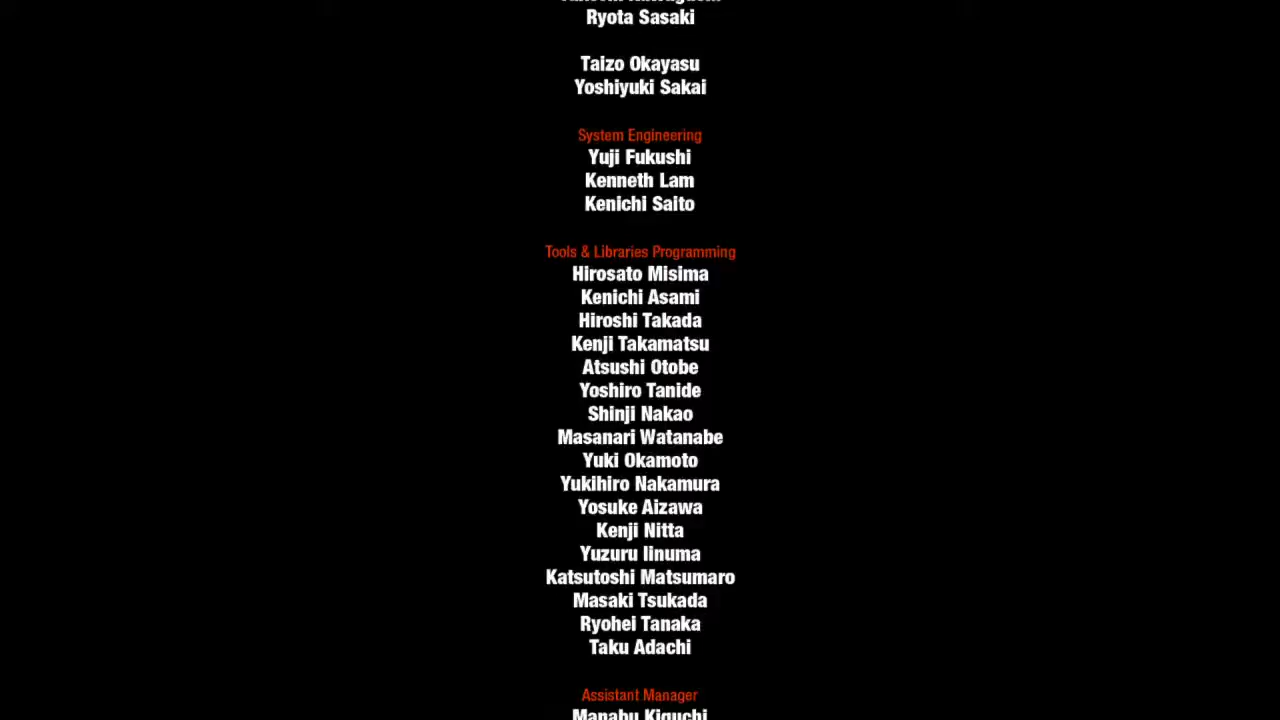 Ryota Sasaki
Taizo Okayasu
Yoshiyuki Sakai
System Engineering
Yuji Fukushi
Kenneth Lam
Kenichi Saito
Tools & Libraries Programming
Hirosato Misima
Kenichi Asami
Hiroshi Takada
Kenji Takamatsu
Atsushi Otobe
Yoshiro Tanide
Shinji Nakao
Masanari Watanabe
Yuki Okamoto
Yukihiro Nakamura
Yosuke Aizawa
Kenji Nitta
Yuzuru Iinuma
Katsutoshi Matsumaro
Masaki Tsukada
Ryohei Tanaka
Taku Adachi
Assistant Manager
Manabu Kiguchi